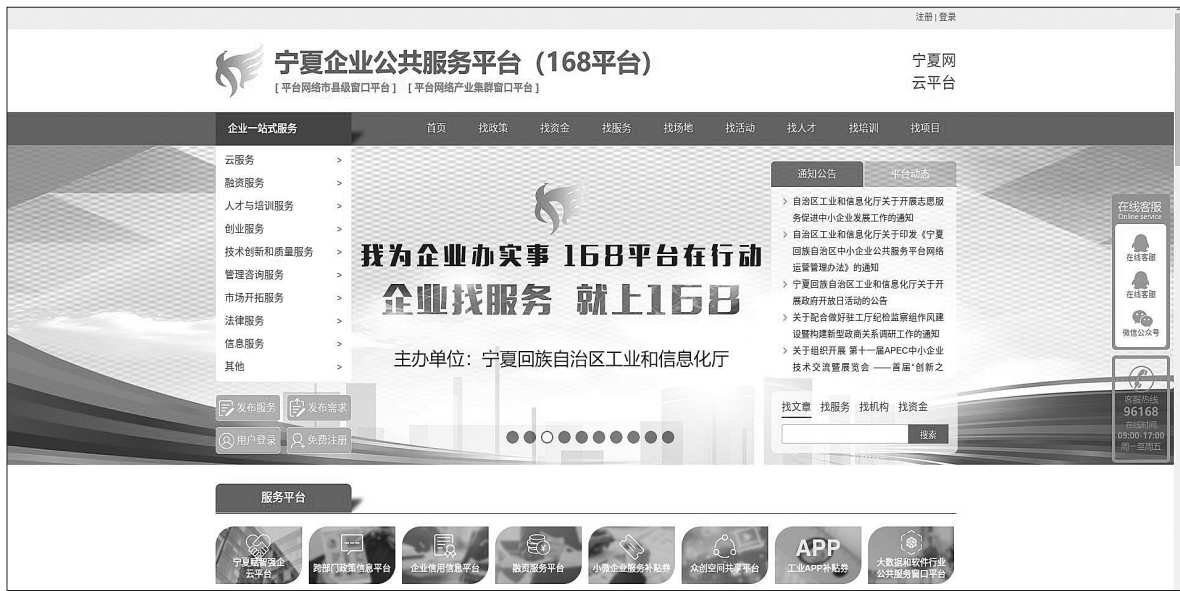 注册 | 登录
宁夏企业公共服务平台（168平台）
[ 平台网络市县级窗口平台 ] [ 平台网络产业集群窗口平台 ]
宁夏网
云平台
企业一站式服务
首页 找政策 找资金 找服务 找场地 找活动 找人才 找培训 找项目
云服务 >
融资服务 >
人才与培训服务 >
创业服务 >
技术创新和质量服务 >
管理咨询服务 >
市场开拓服务 >
法律服务 >
信息服务 >
其他 >
发布服务 发布需求
用户登录 免费注册
我为企业办实事 168平台在行动
企业找服务 就上168
主办单位：宁夏回族自治区工业和信息化厅
通知公告 平台动态
> 自治区工业和信息化厅关于开展志愿服
务促进中小企业发展工作的通知
> 自治区工业和信息化厅关于印发《宁夏
回族自治区中小企业公共服务平台网络
运营管理办法》的通知
> 宁夏回族自治区工业和信息化厅关于开
展政府开放日活动的公告
> 关于配合做好驻工厅纪检监察组作风建
设暨构建新型政商关系调研工作的通知
> 关于组织开展 第十一届APEC中小企业
技术交流暨展览会 ——首届“创新之
找文章 找服务 找机构 找资金
搜索
在线客服
Online service
在线客服
在线客服
微信公众号
客服热线
96168
在线时间
09:00-17:00
周一至周五
服务平台
宁夏赋智强企
云平台
跨部门政策信息平台
企业信用信息平台
融资服务平台
小微企业服务补贴券
众创空间共享平台
APP
工业APP补贴券
大数据和软件行业
公共服务窗口平台